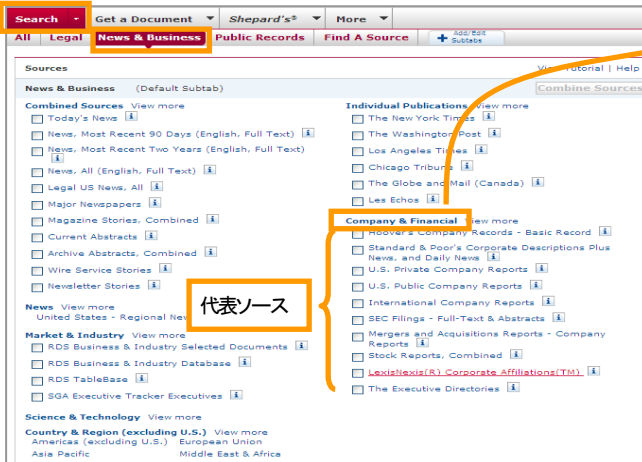 Search Get a Document Shepard's® More
All Legal News & Business Public Records Find A Source Add/Edit Subtabs
Sources
View Tutorial | Help
News & Business (Default Subtab)
Combine Sources
Combined Sources View more
Today's News
News, Most Recent 90 Days (English, Full Text)
News, Most Recent Two Years (English, Full Text)
News, All (English, Full Text)
Legal US News, All
Major Newspapers
Magazine Stories, Combined
Current Abstracts
Archive Abstracts, Combined
Wire Service Stories
Newsletter Stories
News View more
United States - Regional
Market & Industry View more
RDS Business & Industry Selected Documents
RDS Business & Industry Database
RDS TableBase
SGA Executive Tracker Executives
Science & Technology View more
Country & Region (excluding U.S.) View more
Americas (excluding U.S.) European Union
Asia Pacific Middle East & Africa
Individual Publications View more
The New York Times
The Washington Post
Los Angeles Times
Chicago Tribune
The Globe and Mail (Canada)
Les Echos
Company & Financial View more
Hoover's Company Records - Basic Record
Standard & Poor's Corporate Descriptions Plus
News, and Daily News
U.S. Private Company Reports
U.S. Public Company Reports
International Company Reports
SEC Filings - Full-Text & Abstracts
Mergers and Acquisitions Reports - Company
Reports
Stock Reports, Combined
LexisNexis(R) Corporate Affiliations(TM)
The Executive Directories
代表ソース